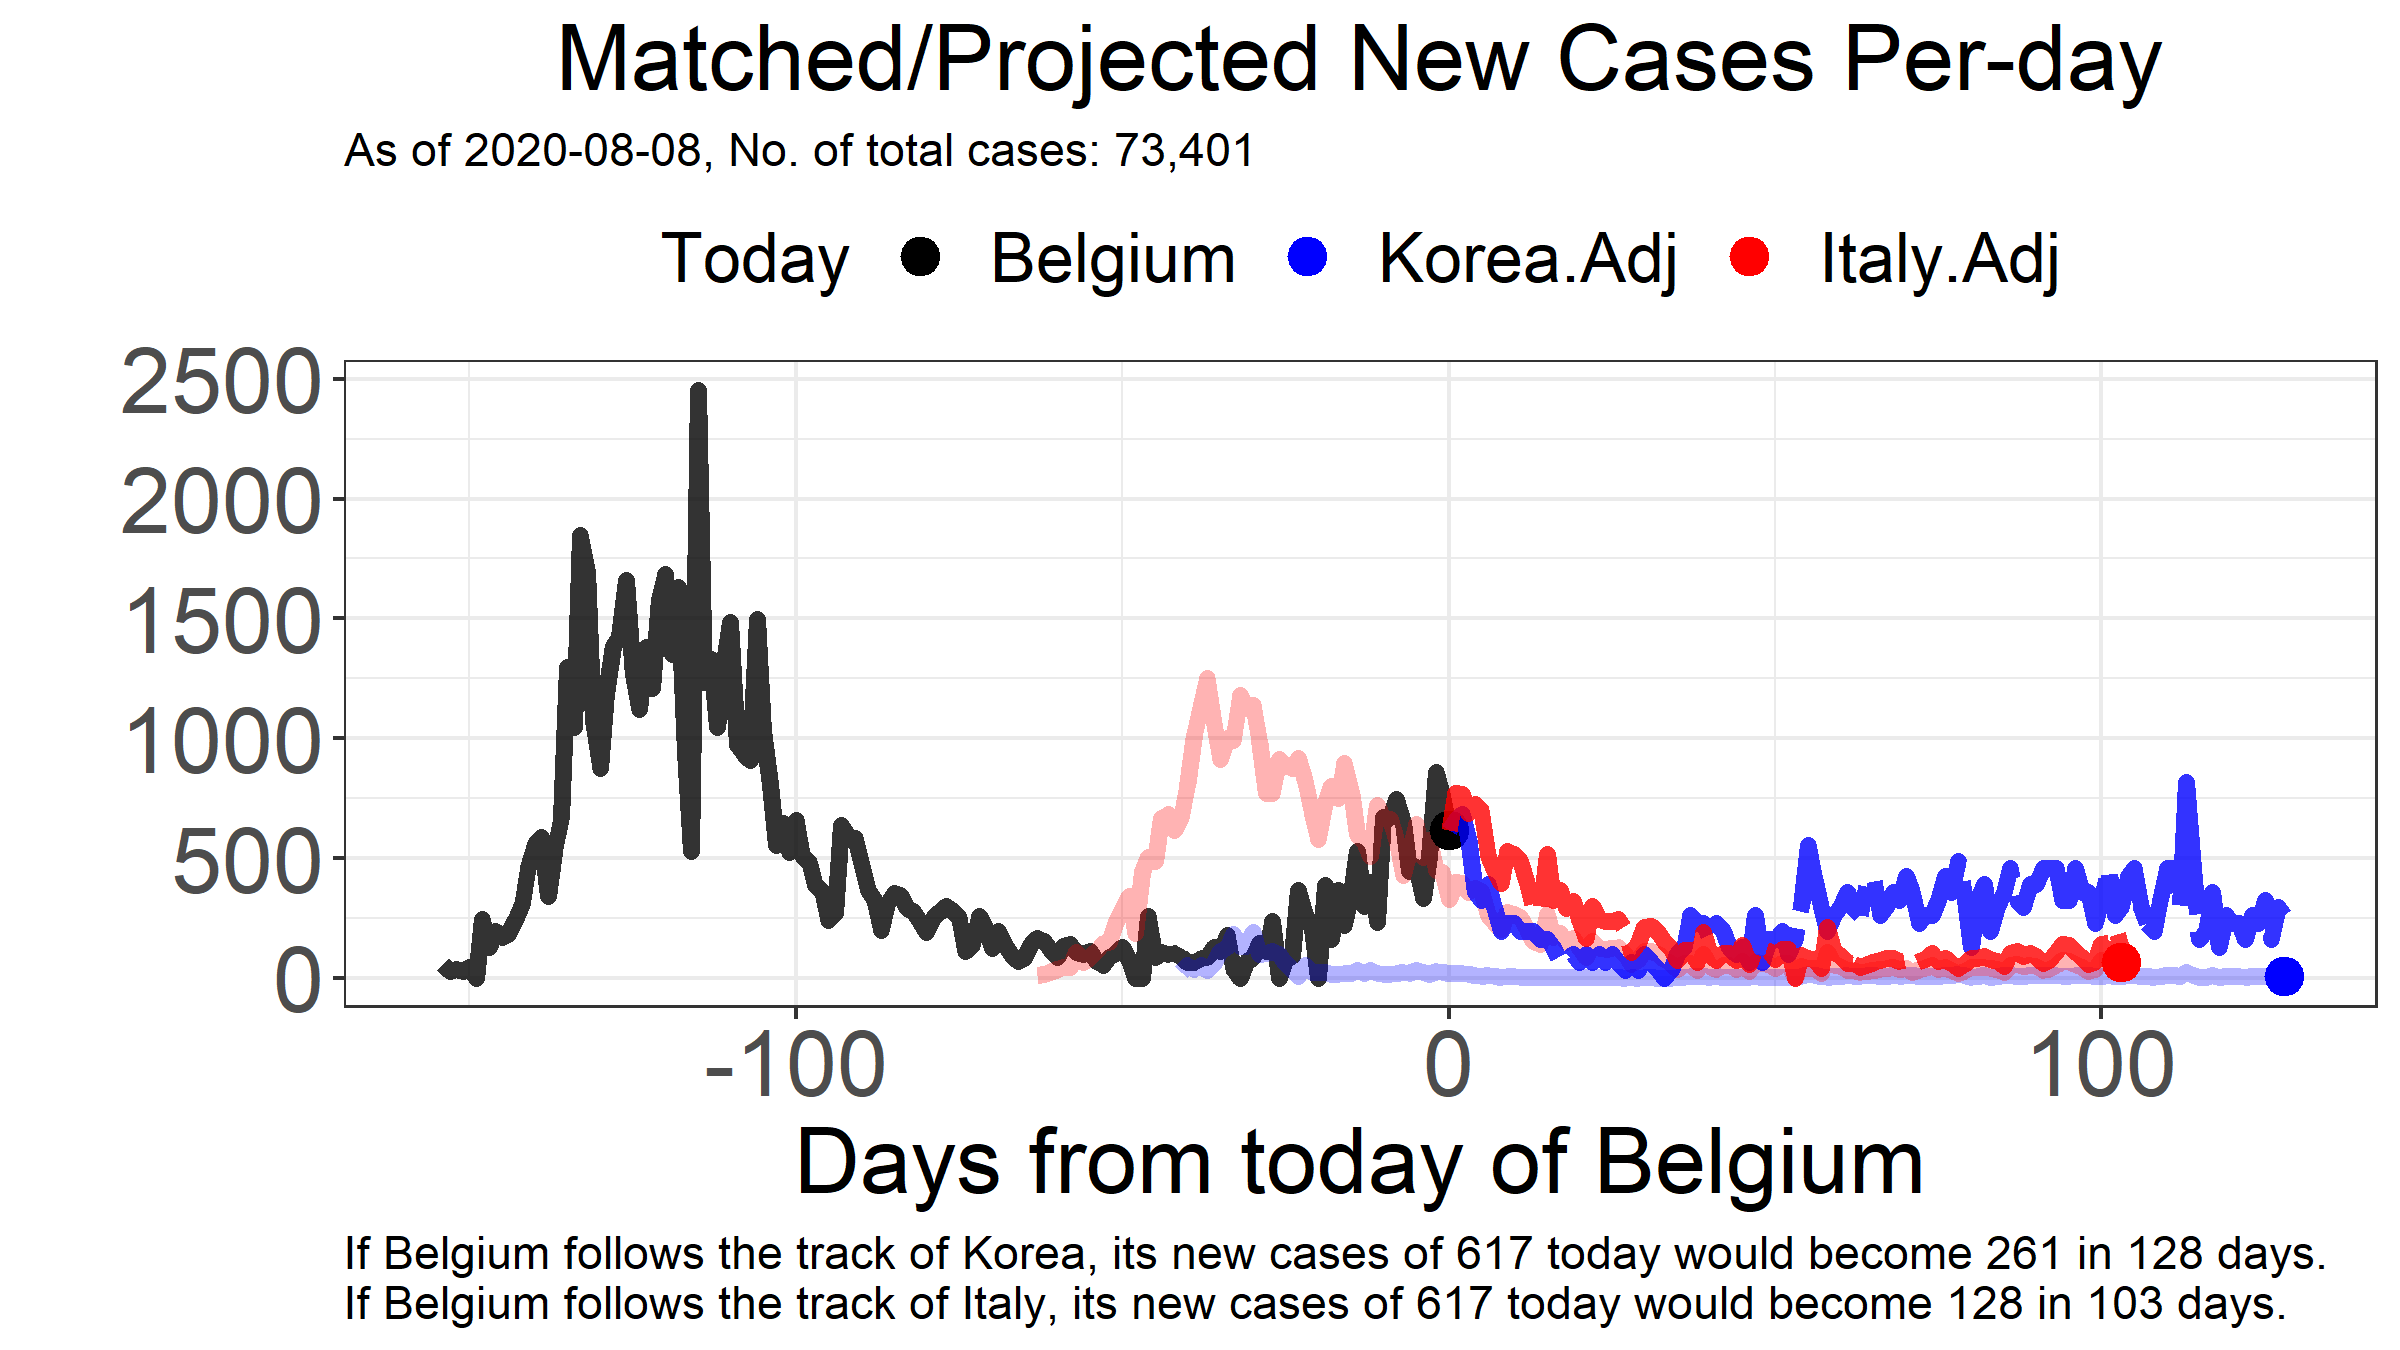 Matched/Projected New Cases Per-day
As of 2020-08-08, No. of total cases: 73,401
Today Belgium Korea.Adj Italy.Adj
2500
2000
1500
1000
500
0
-100 0 100
Days from today of Belgium
If Belgium follows the track of Korea, its new cases of 617 today would become 261 in 128 days.
If Belgium follows the track of Italy, its new cases of 617 today would become 128 in 103 days.